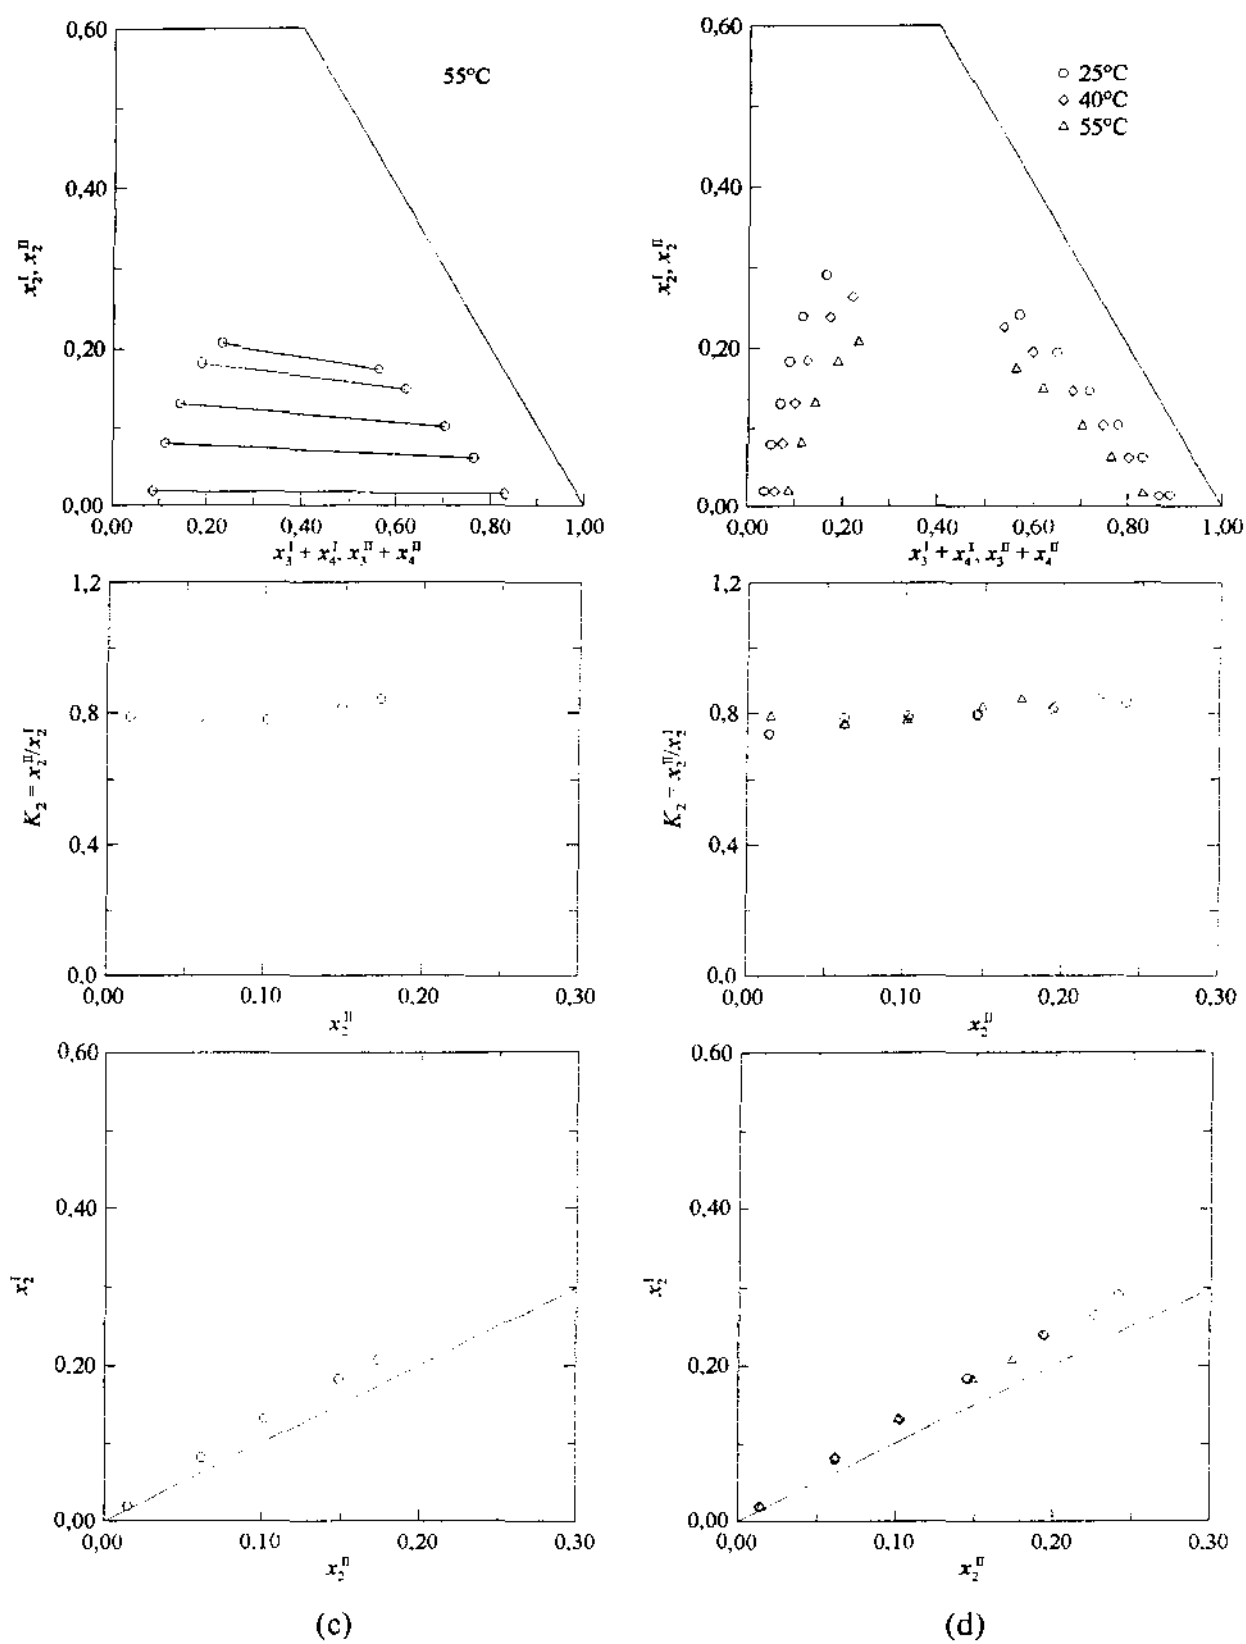 0,60
55°C
0,40
x₂ᴵ, x₂ᴵᴵ
0,20
0,00
0,00 0,20 0,40 0,60 0,80 1,00
x₃ᴵ + x₄ᴵ, x₃ᴵᴵ + x₄ᴵᴵ
1,2
0,8
K₂ = x₂ᴵᴵ/x₂ᴵ
0,4
0,0
0,00 0,10 0,20 0,30
x₂ᴵᴵ
0,60
0,40
x₂ᴵ
0,20
0,00
0,00 0,10 0,20 0,30
x₂ᴵᴵ
(c)
0,60
25°C
40°C
55°C
0,40
x₂ᴵ, x₂ᴵᴵ
0,20
0,00
0,00 0,20 0,40 0,60 0,80 1,00
x₃ᴵ + x₄ᴵ, x₃ᴵᴵ + x₄ᴵᴵ
1,2
0,8
K₂ = x₂ᴵᴵ/x₂ᴵ
0,4
0,0
0,00 0,10 0,20 0,30
x₂ᴵᴵ
0,60
0,40
x₂ᴵ
0,20
0,00
0,00 0,10 0,20 0,30
x₂ᴵᴵ
(d)